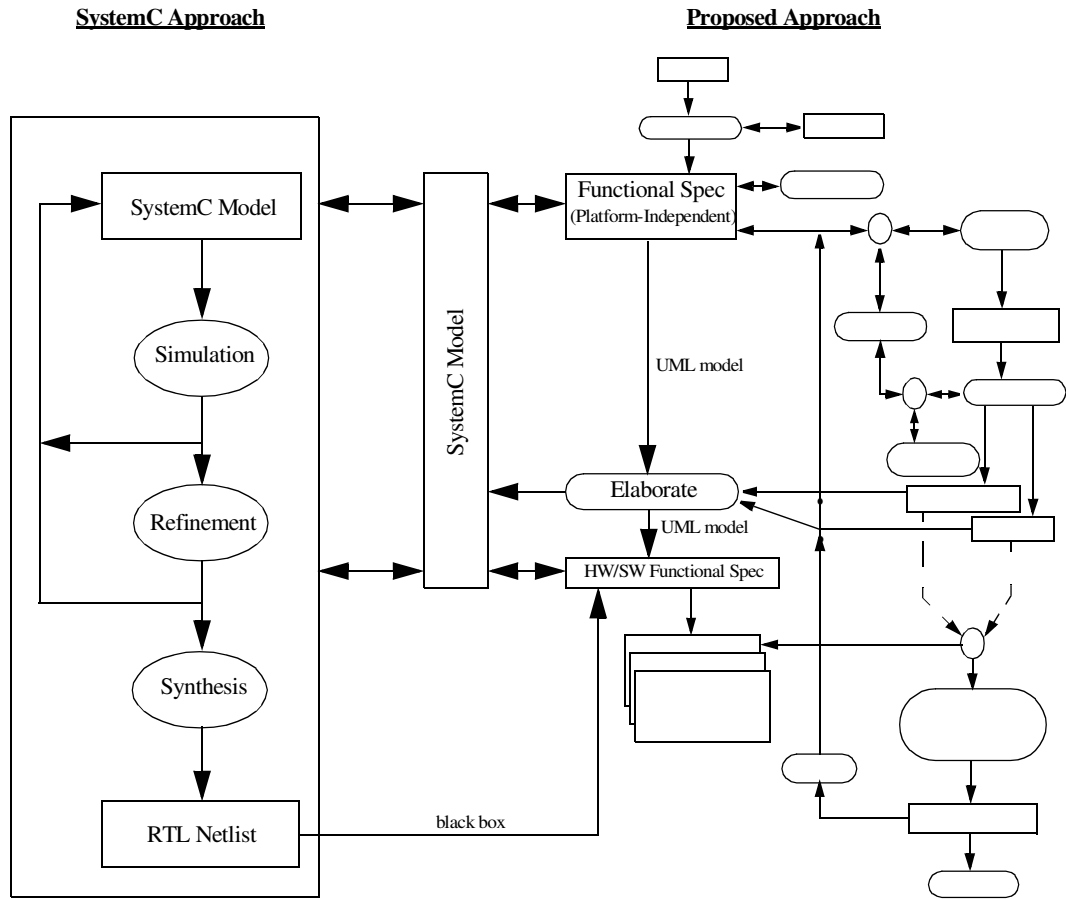 SystemC Approach
Proposed Approach
SystemC Model
Simulation
Refinement
Synthesis
RTL Netlist
SystemC Model
Functional Spec
(Platform-Independent)
UML model
Elaborate
UML model
HW/SW Functional Spec
black box